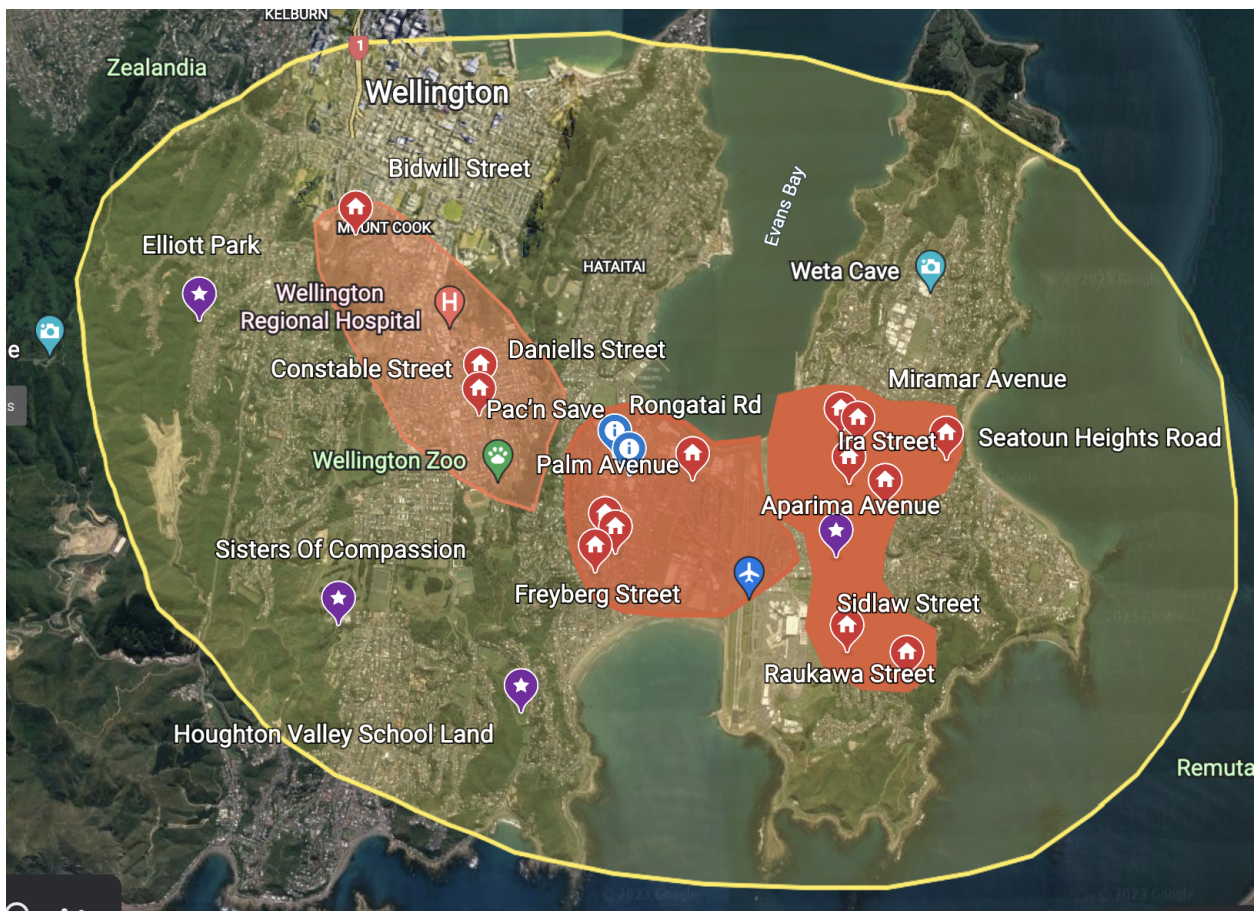 KELBURN
1
Zealandia
Wellington
Bidwill Street
MOUNT COOK
Elliott Park
HATAITAI
Evans Bay
Weta Cave
Wellington
Regional Hospital
H
e
Daniells Street
Constable Street
Miramar Avenue
s
Pac'n Save
Rongatai Rd
Ira Street
Seatoun Heights Road
Wellington Zoo
Palm Avenue
Aparima Avenue
Sisters Of Compassion
Freyberg Street
Sidlaw Street
Raukawa Street
Houghton Valley School Land
Remuta
© 2023 Google
© 2023 Google